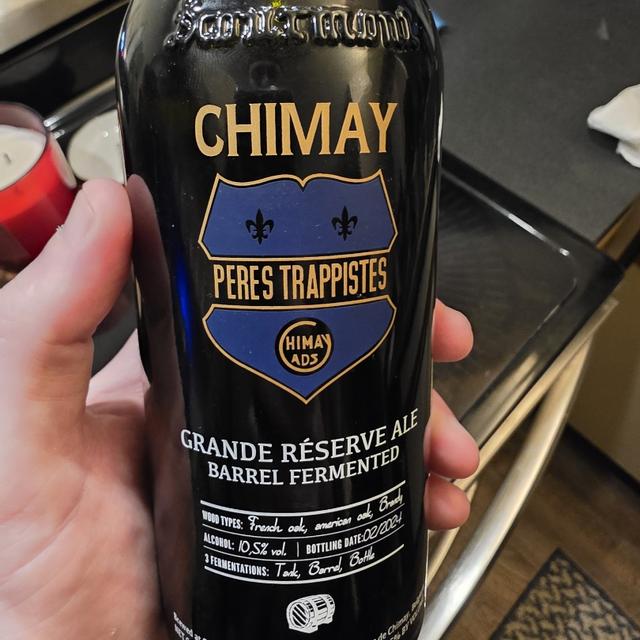 CHIMAY
PERES TRAPPISTES
CHIMAY
ADS
GRANDE RÉSERVE ALE
BARREL FERMENTED
WOOD TYPES: French oak, american oak, Brandy
ALCOHOL: 10,5% vol. | BOTTLING DATE: 02/2024
3 FERMENTATIONS: Tank, Barrel, Bottle